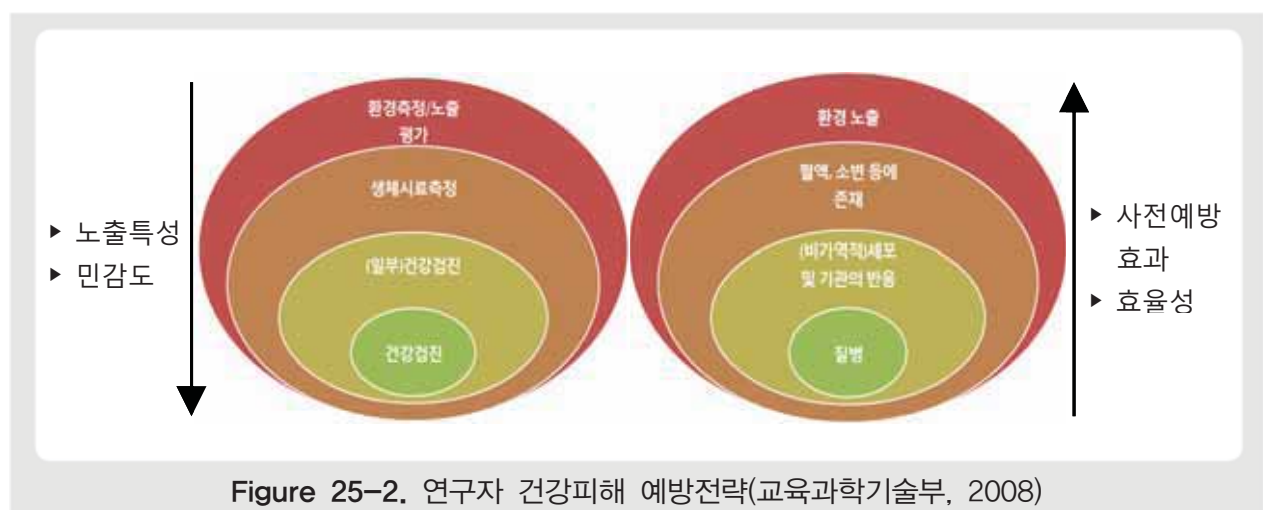 ▶ 노출특성
▶ 민감도
환경측정/노출
평가
생체시료측정
(일부)건강검진
건강검진
환경 노출
혈액, 소변 등에
존재
(비가역적)세포
및 기관의 반응
질병
▶ 사전예방
효과
▶ 효율성
Figure 25-2. 연구자 건강피해 예방전략(교육과학기술부, 2008)